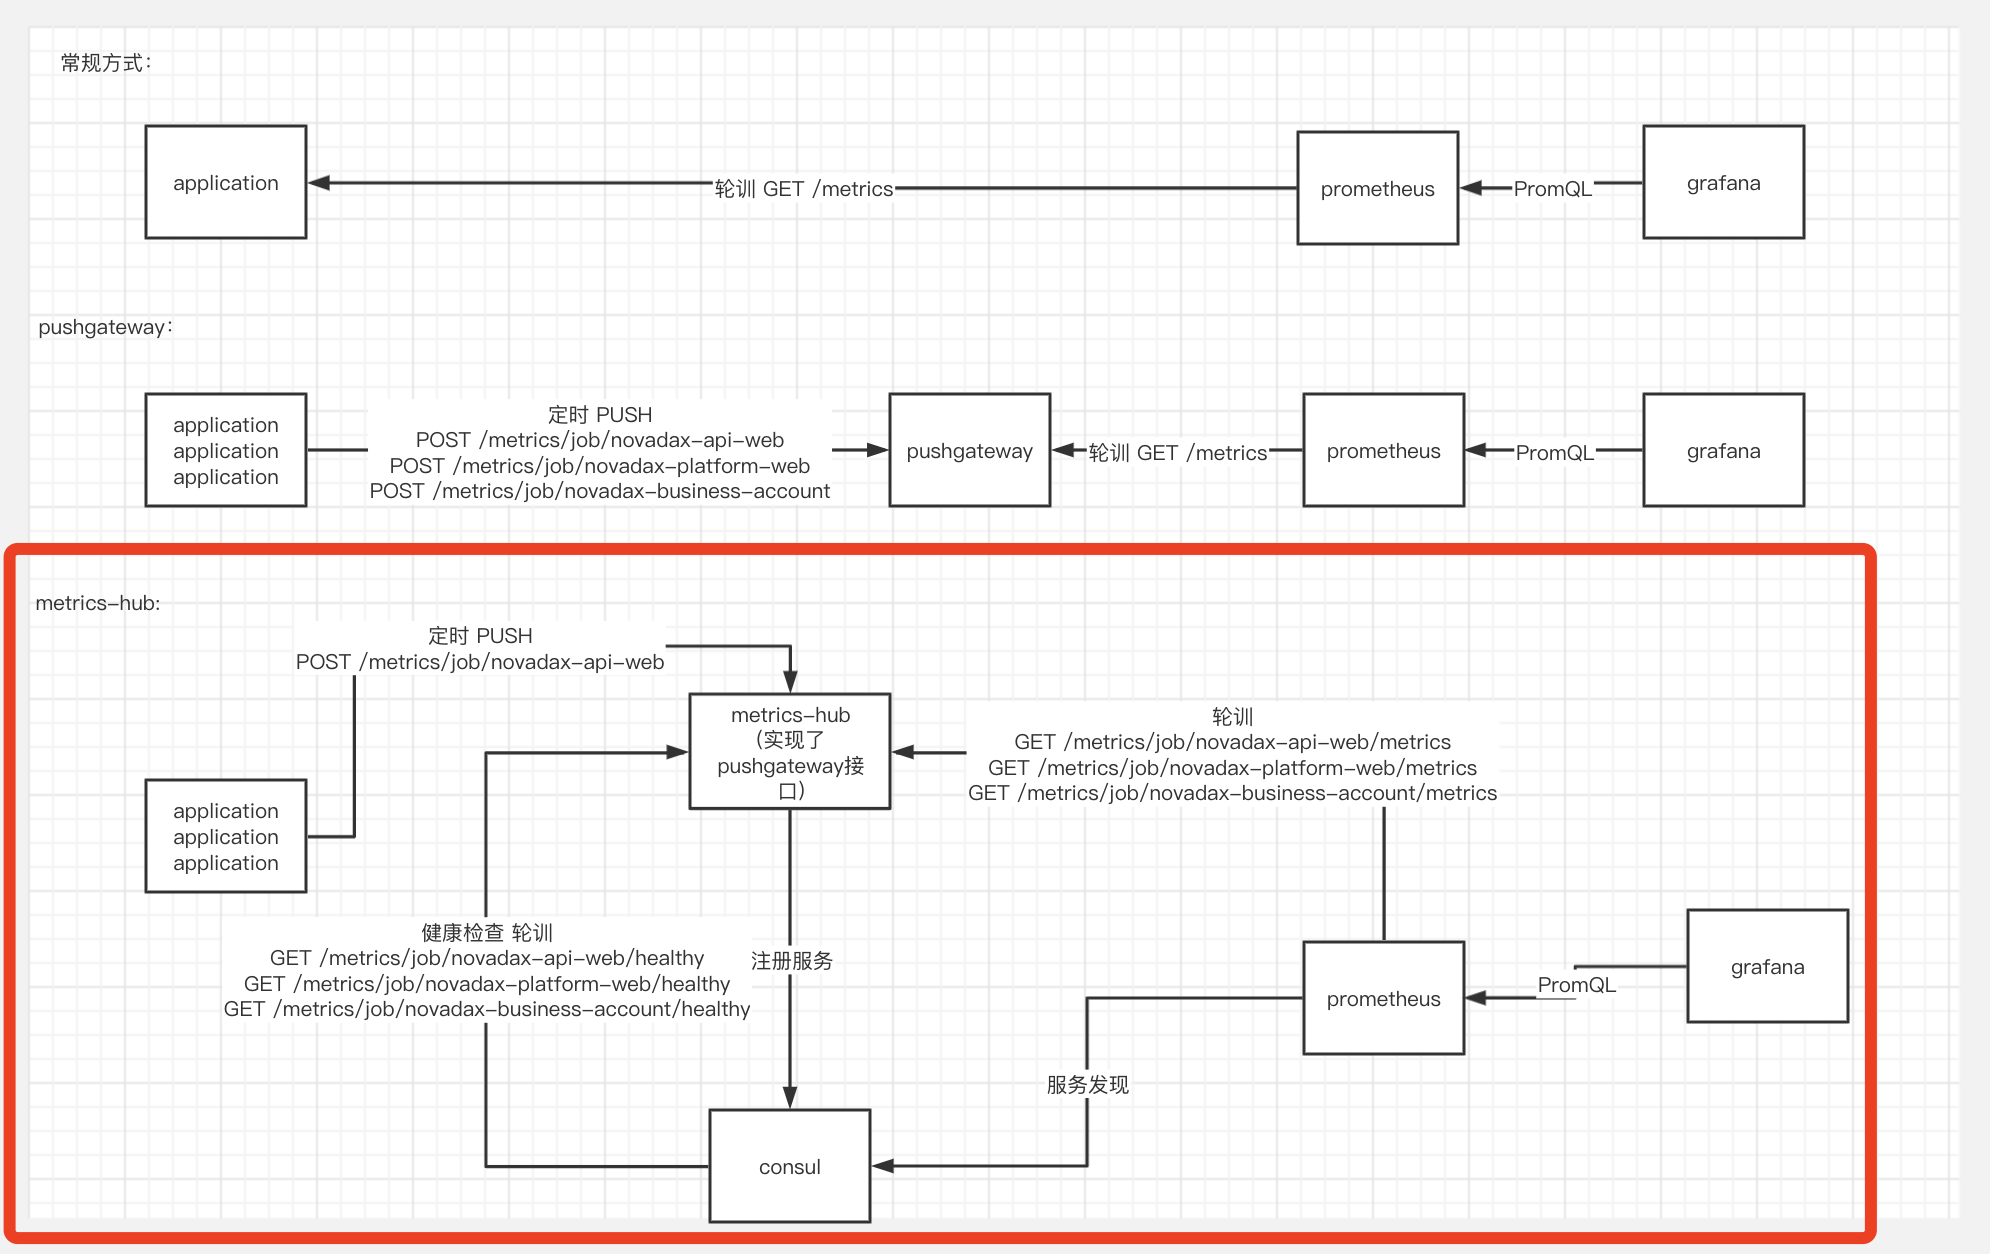 常规方式：
application
轮训 GET /metrics
prometheus
PromQL
grafana
pushgateway：
application
application
application
定时 PUSH
POST /metrics/job/novadax-api-web
POST /metrics/job/novadax-platform-web
POST /metrics/job/novadax-business-account
pushgateway
轮训 GET /metrics
prometheus
PromQL
grafana
metrics-hub:
定时 PUSH
POST /metrics/job/novadax-api-web
metrics-hub
（实现了
pushgateway接
口）
轮训
GET /metrics/job/novadax-api-web/metrics
GET /metrics/job/novadax-platform-web/metrics
GET /metrics/job/novadax-business-account/metrics
application
application
application
健康检查 轮训
GET /metrics/job/novadax-api-web/healthy
GET /metrics/job/novadax-platform-web/healthy
GET /metrics/job/novadax-business-account/healthy
注册服务
prometheus
PromQL
grafana
服务发现
consul